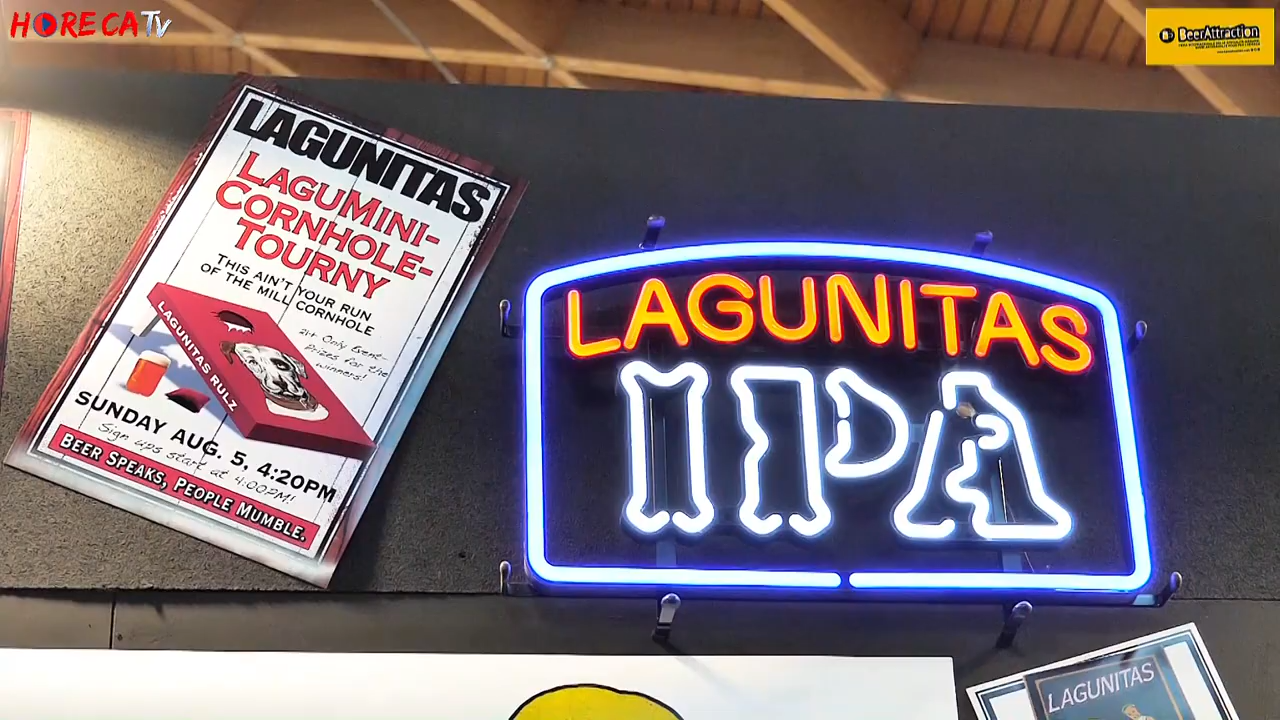 HORECATV
BeerAttraction
LAGUNITAS
LAGUMINI-
CORNHOLE-
TOURNY
THIS AIN'T YOUR RUN
OF THE MILL CORNHOLE
21+ Only Event
Prizes for the
winners!
LAGUNITAS RULZ
SUNDAY AUG. 5, 4:20PM
Sign ups start at 4:00PM!
BEER SPEAKS, PEOPLE MUMBLE.
LAGUNITAS
IPA
LAGUNITAS